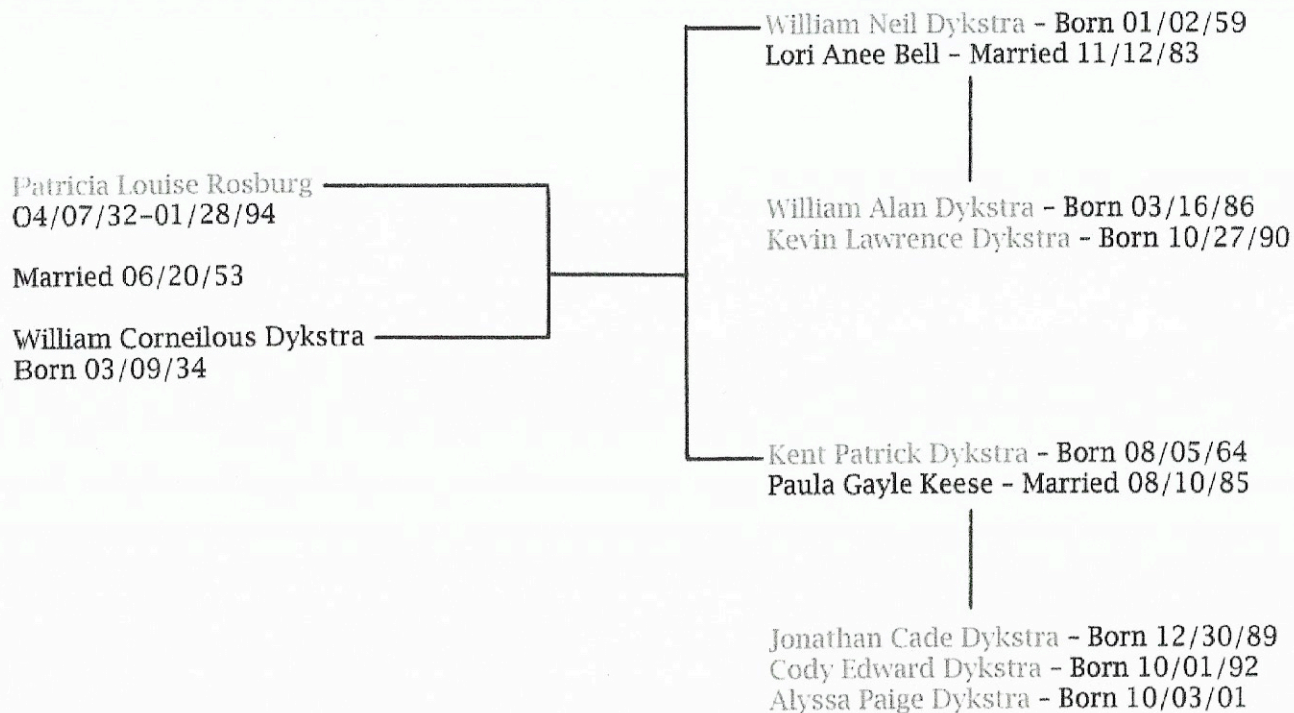 William Neil Dykstra - Born 01/02/59
Lori Anee Bell - Married 11/12/83
Patricia Louise Rosburg
04/07/32-01/28/94
William Alan Dykstra - Born 03/16/86
Kevin Lawrence Dykstra - Born 10/27/90
Married 06/20/53
William Corneilous Dykstra
Born 03/09/34
Kent Patrick Dykstra - Born 08/05/64
Paula Gayle Keese - Married 08/10/85
Jonathan Cade Dykstra - Born 12/30/89
Cody Edward Dykstra - Born 10/01/92
Alyssa Paige Dykstra - Born 10/03/01